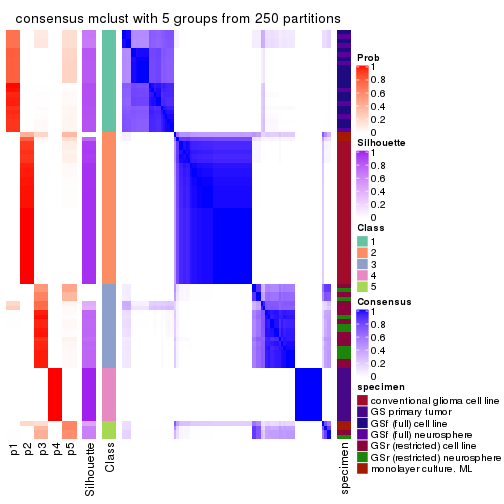 consensus mclust with 5 groups from 250 partitions
Prob
1
0.8
0.6
0.4
0.2
0
Silhouette
1
0.8
0.6
0.4
0.2
0
Class
1
2
3
4
5
Consensus
1
0.8
0.6
0.4
0.2
0
specimen
conventional glioma cell line
GS primary tumor
GSf (full) cell line
GSf (full) neurosphere
GSr (restricted) cell line
GSr (restricted) neurosphere
monolayer culture. ML
p1
p2
p3
p4
p5
Silhouette
Class
specimen